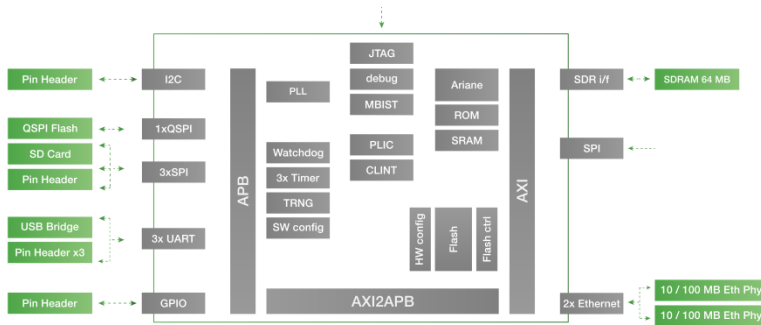 JTAG
Pin Header
I2C
debug
Ariane
SDR i/f
SDRAM 64 MB
PLL
MBIST
ROM
QSPI Flash
1xQSPI
SRAM
SD Card
Watchdog
PLIC
SPI
Pin Header
3xSPI
3x Timer
CLINT
APB
AXI
TRNG
USB Bridge
SW config
HW config
Flash
Flash ctrl
3x UART
Pin Header x3
Pin Header
GPIO
AXI2APB
2x Ethernet
10 / 100 MB Eth Phy
10 / 100 MB Eth Phy